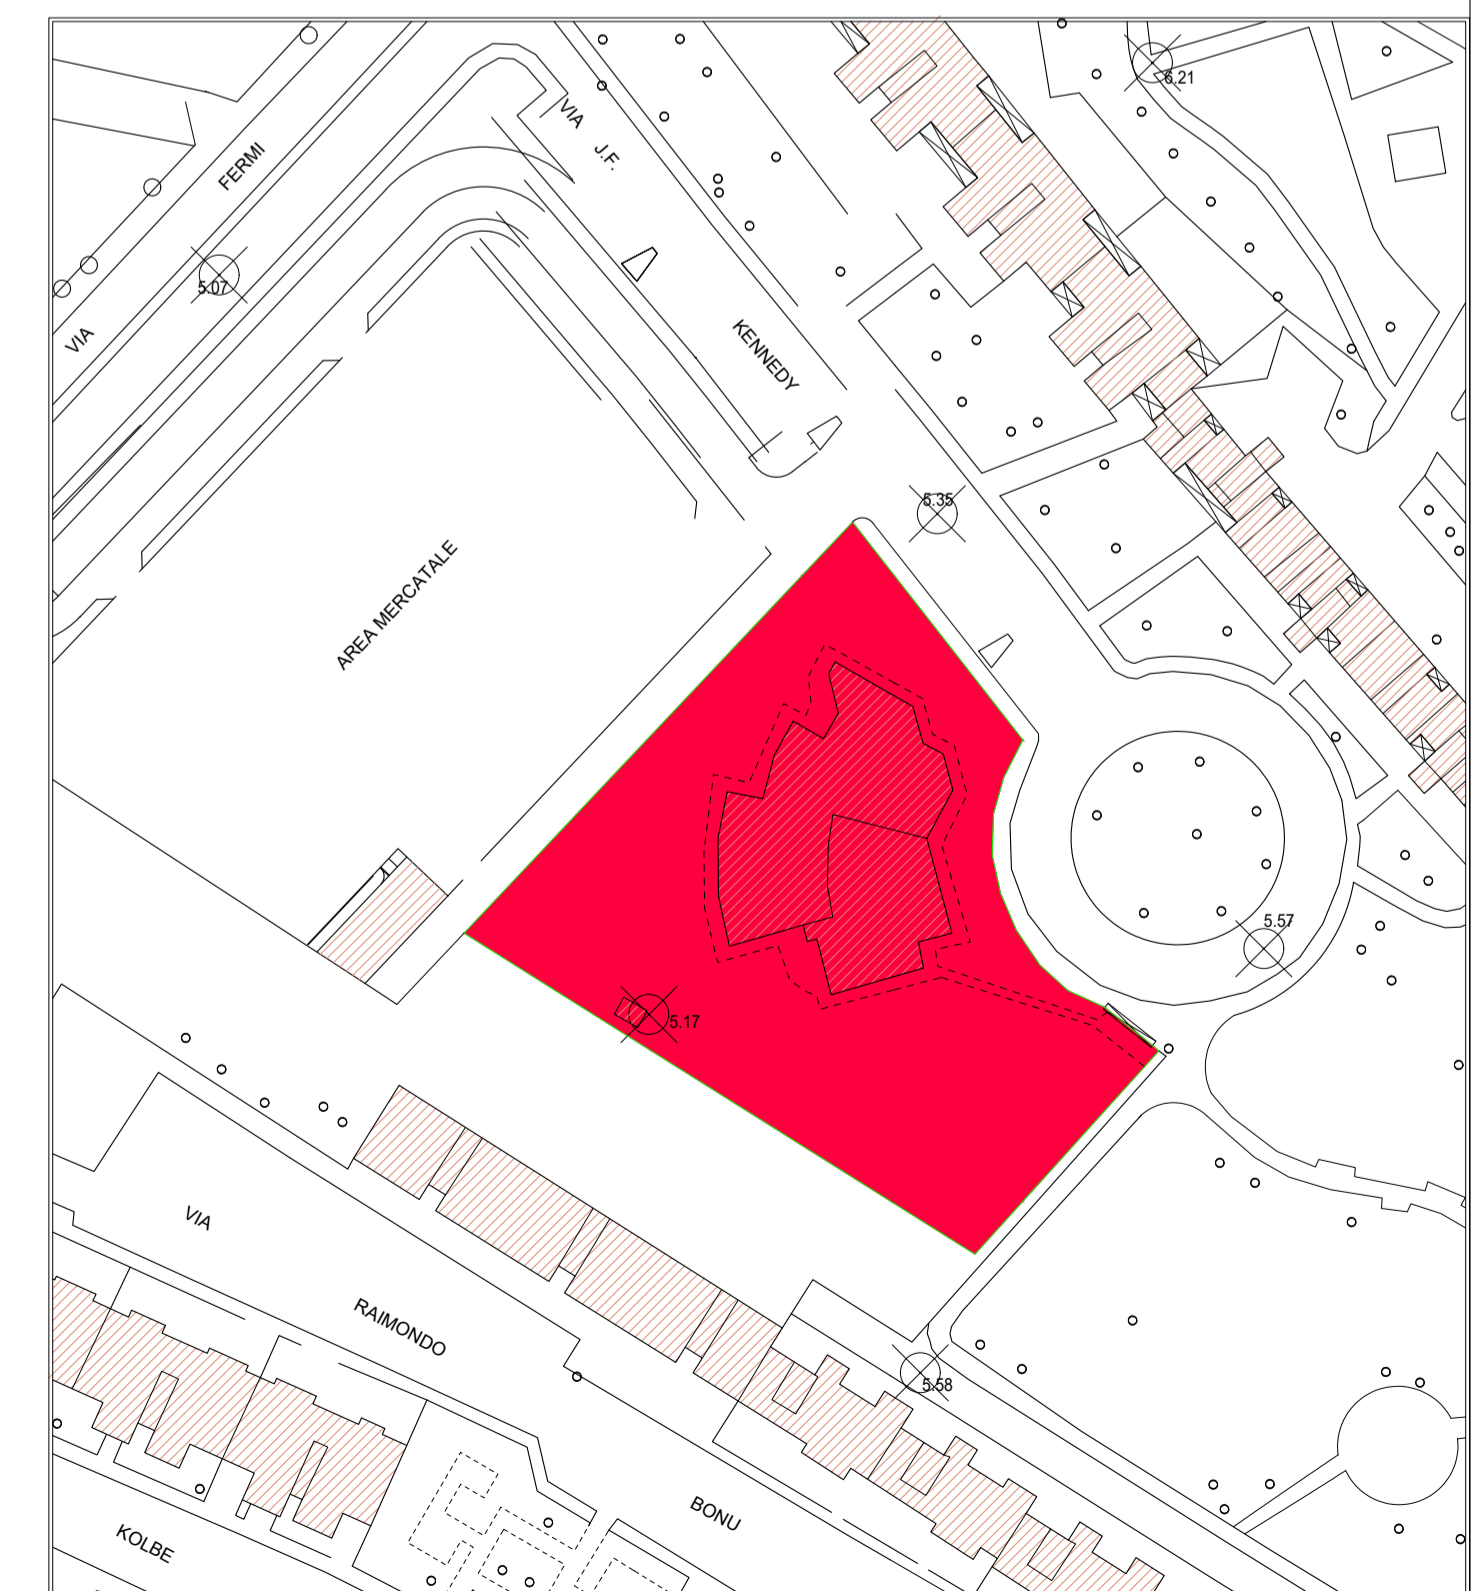 6.21
VIA
J.F.
FERMI
5.07
VIA
KENNEDY
5.35
AREA MERCATALE
5.57
5.17
VIA
RAIMONDO
5.58
BONU
KOLBE